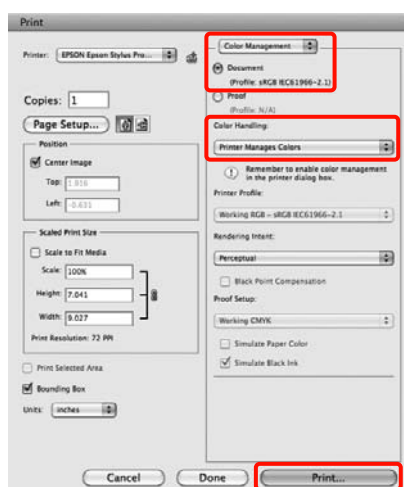 Print
Printer: EPSON Epson Stylus Pro...
Copies: 1
Page Setup...
Position
Center Image
Top: 1.816
Left: -0.631
Scaled Print Size
Scale to Fit Media
Scale: 100%
Height: 7.041
Width: 9.027
Print Resolution: 72 PPI
Print Selected Area
Bounding Box
Units: inches
Color Management
Document
(Profile: sRGB IEC61966-2.1)
Proof
(Profile: N/A)
Color Handling:
Printer Manages Colors
Remember to enable color management
in the printer dialog box.
Printer Profile:
Working RGB - sRGB IEC61966-2.1
Rendering Intent:
Perceptual
Black Point Compensation
Proof Setup:
Working CMYK
Simulate Paper Color
Simulate Black Ink
Cancel
Done
Print...